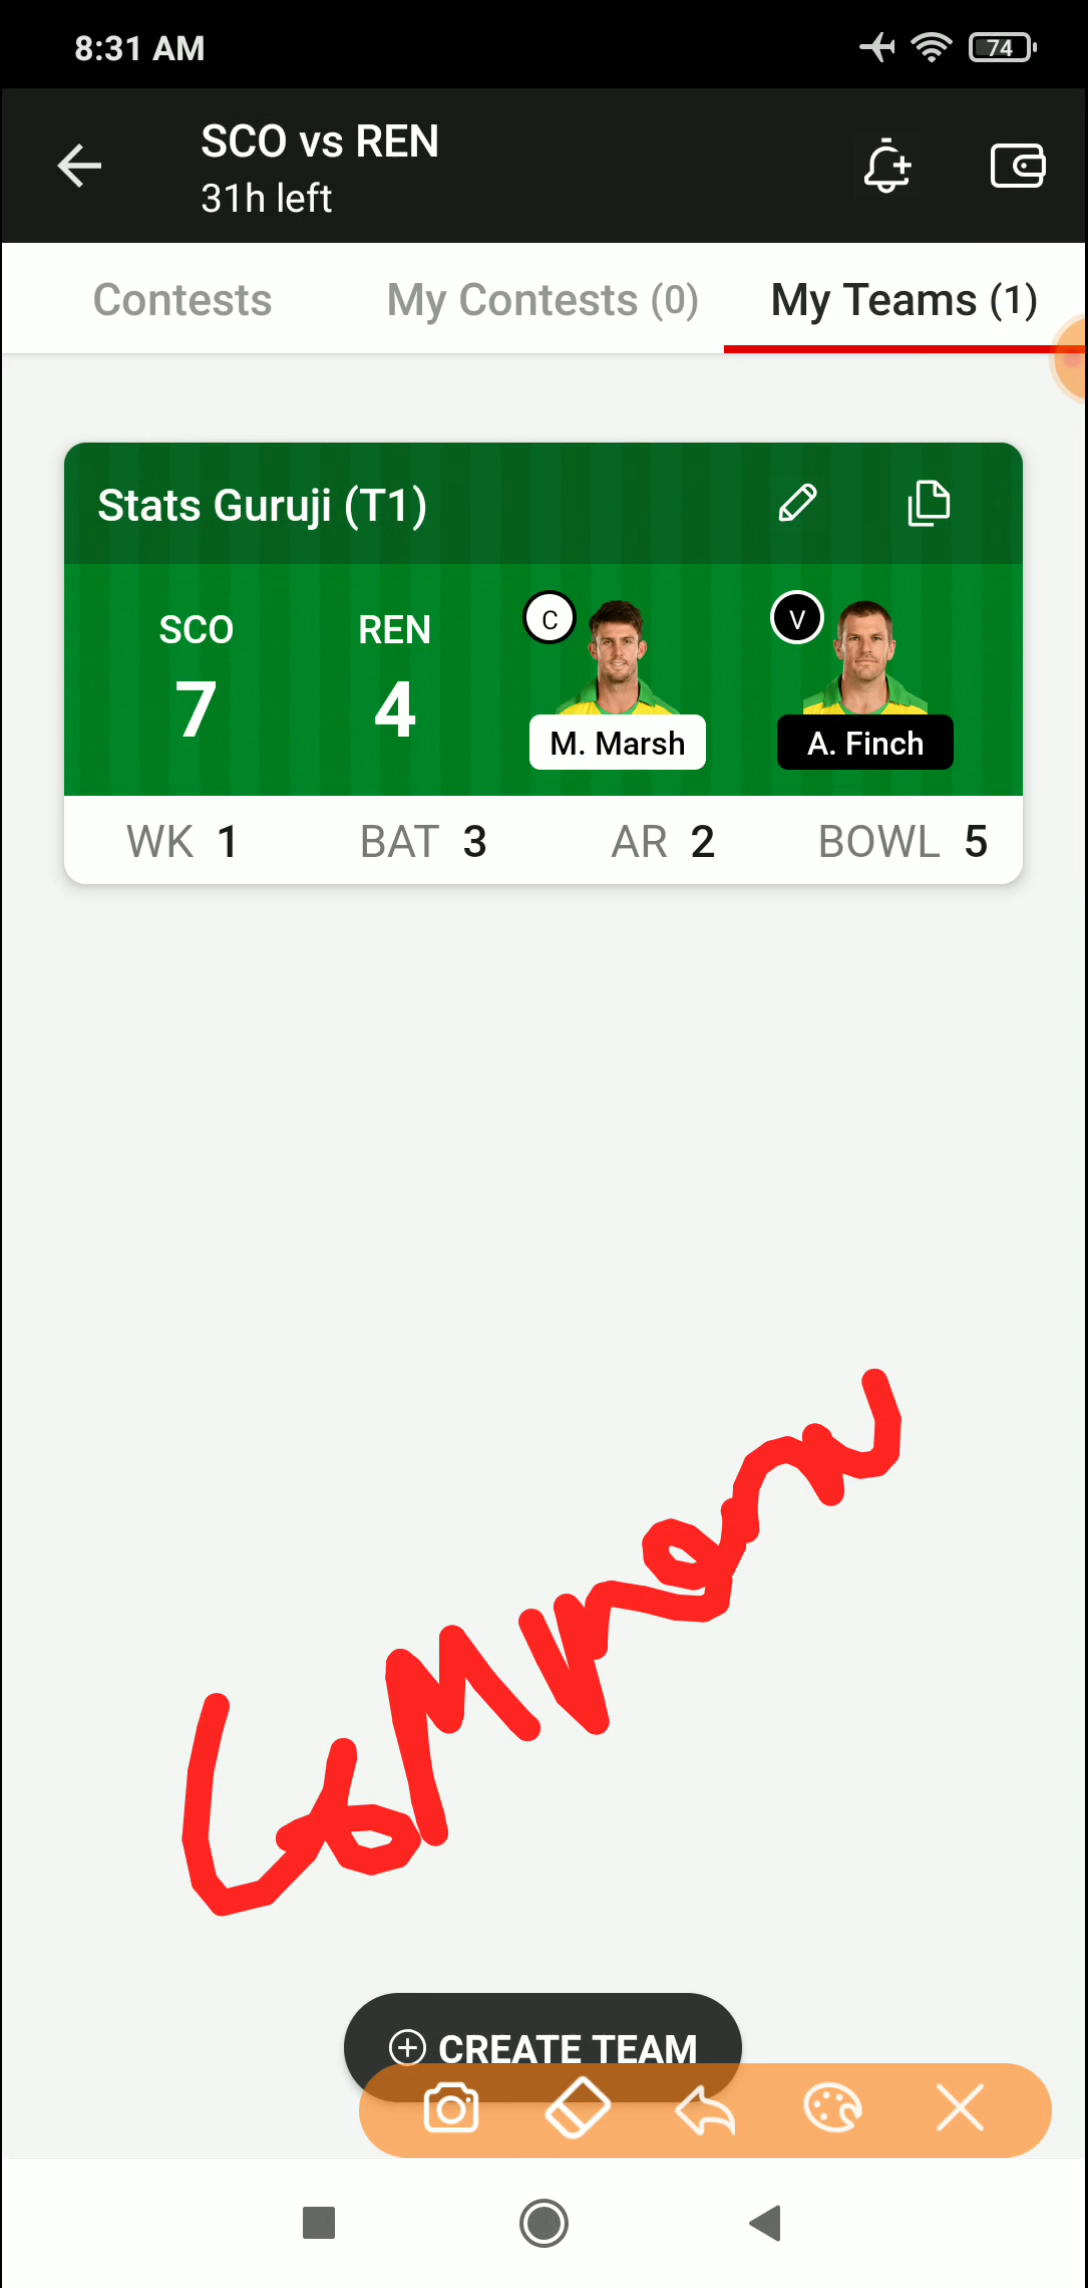 8:31 AM
74
SCO vs REN
31h left
Contests
My Contests (0)
My Teams (1)
Stats Guruji (T1)
SCO
REN
C
V
7
4
M. Marsh
A. Finch
WK 1
BAT 3
AR 2
BOWL 5
CREATE TEAM